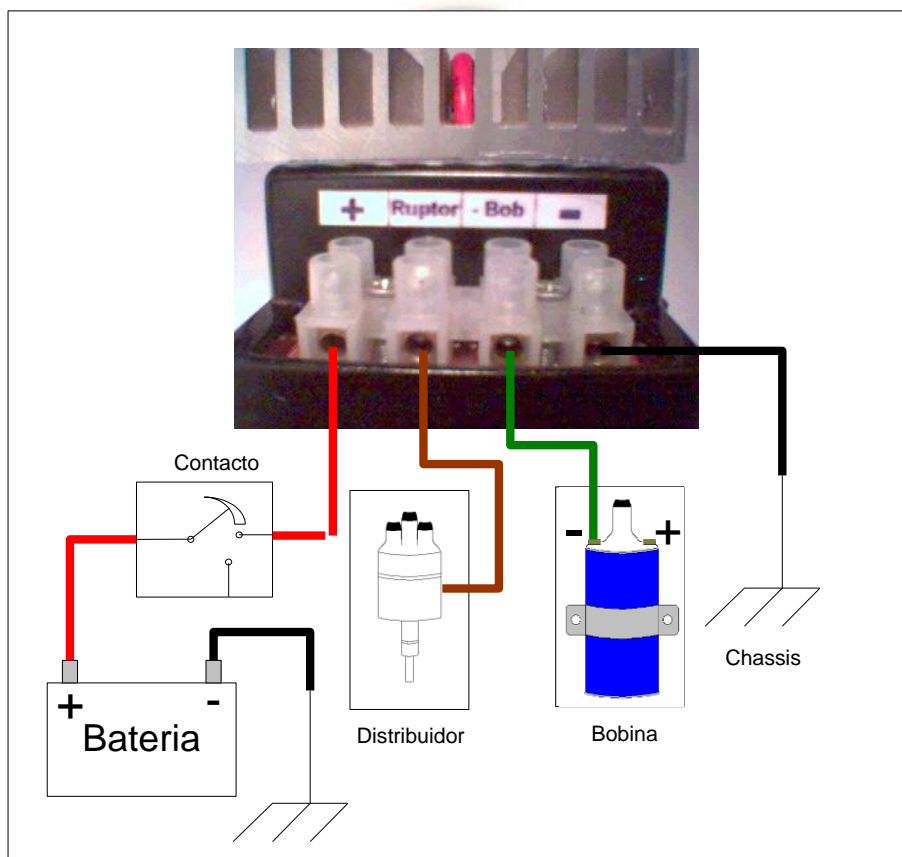 + Ruptor - Bob -
Contacto
- +
Chassis
+ -
Bateria
Distribuidor
Bobina